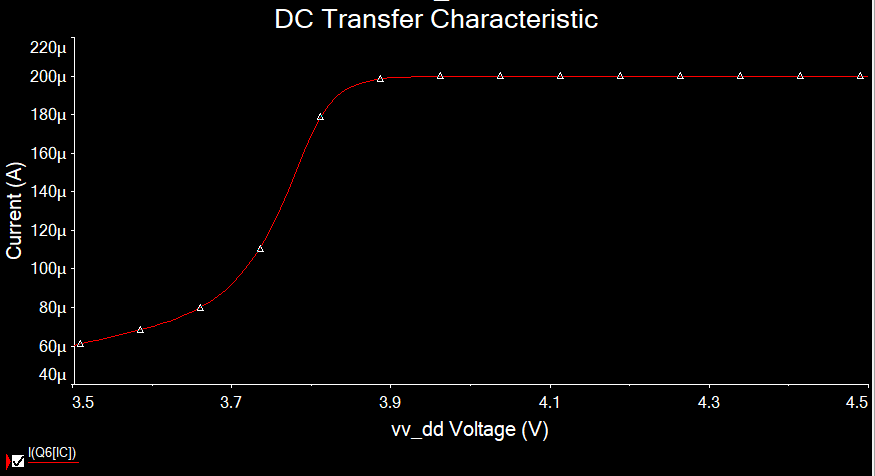 DC Transfer Characteristic
Current (A)
220µ
200µ
180µ
160µ
140µ
120µ
100µ
80µ
60µ
40µ
3.5 3.7 3.9 4.1 4.3 4.5
vv_dd Voltage (V)
I(Q6[IC])